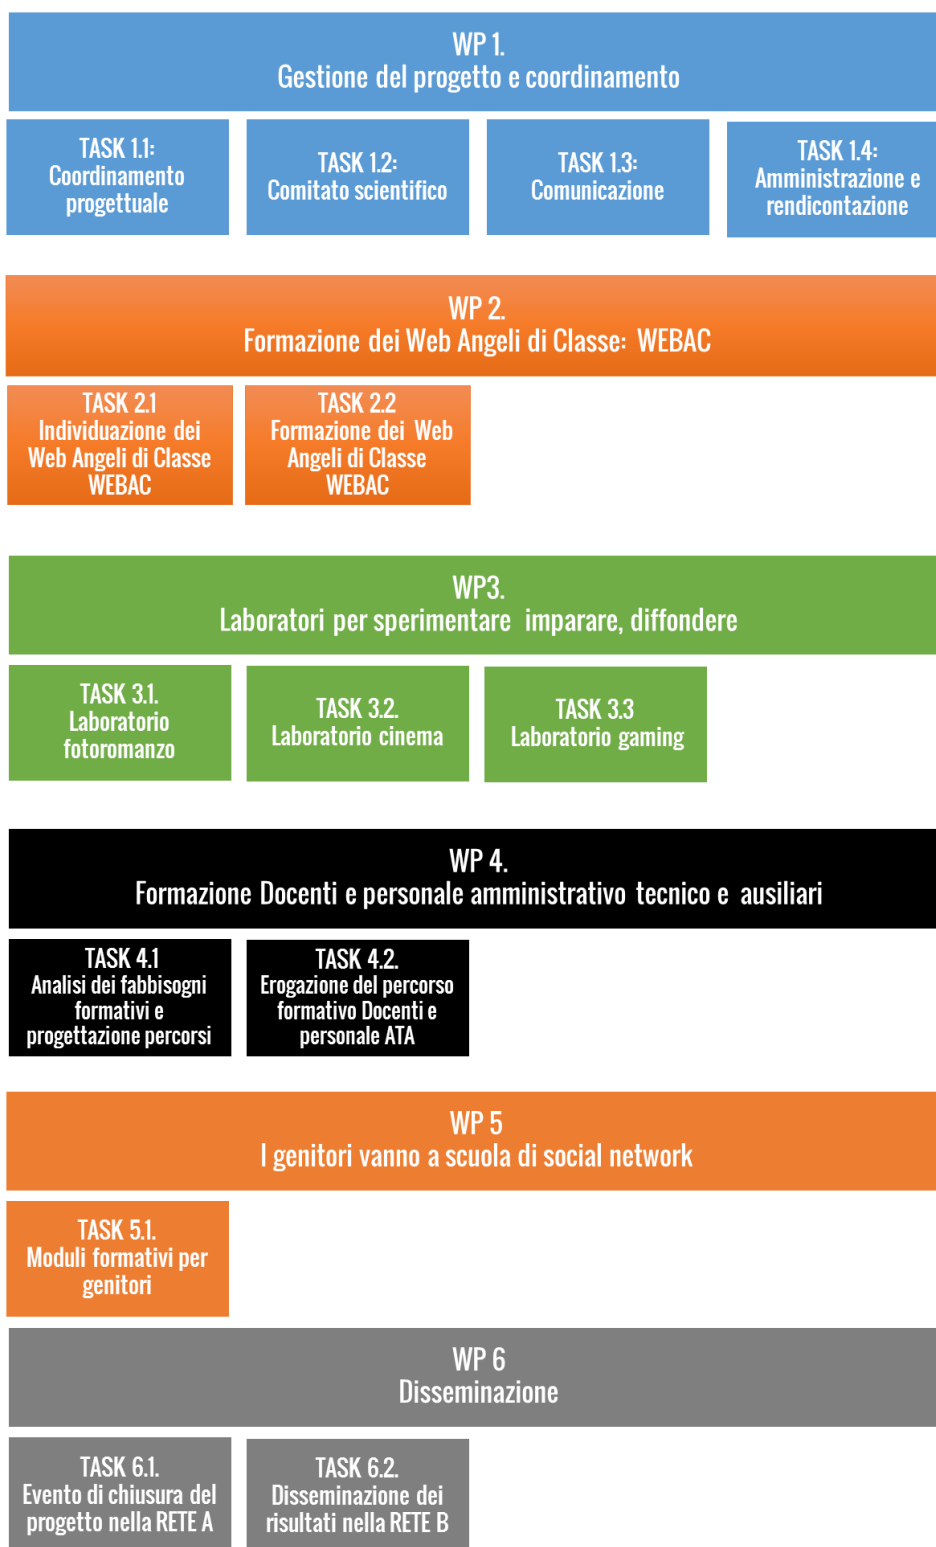 WP 1.
Gestione del progetto e coordinamento
TASK 1.1:
Coordinamento
progettuale
TASK 1.2:
Comitato scientifico
TASK 1.3:
Comunicazione
TASK 1.4:
Amministrazione e
rendicontazione
WP 2.
Formazione dei Web Angeli di Classe: WEBAC
TASK 2.1
Individuazione dei
Web Angeli di Classe
WEBAC
TASK 2.2
Formazione dei Web
Angeli di Classe
WEBAC
WP3.
Laboratori per sperimentare imparare, diffondere
TASK 3.1.
Laboratorio
fotoromanzo
TASK 3.2.
Laboratorio cinema
TASK 3.3
Laboratorio gaming
WP 4.
Formazione Docenti e personale amministrativo tecnico e ausiliari
TASK 4.1
Analisi dei fabbisogni
formativi e
progettazione percorsi
TASK 4.2.
Erogazione del percorso
formativo Docenti e
personale ATA
WP 5
I genitori vanno a scuola di social network
TASK 5.1.
Moduli formativi per
genitori
WP 6
Disseminazione
TASK 6.1.
Evento di chiusura del
progetto nella RETE A
TASK 6.2.
Disseminazione dei
risultati nella RETE B